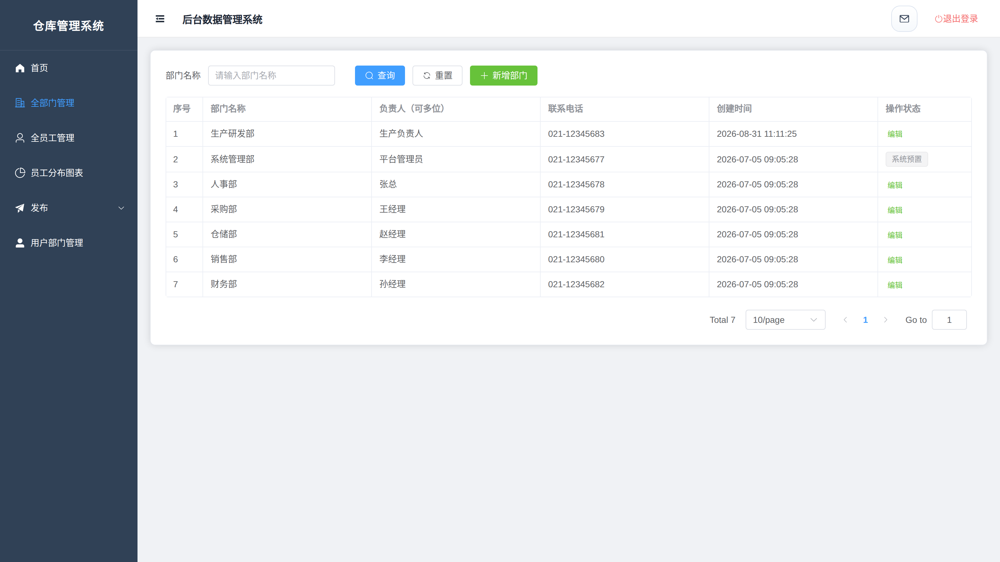 仓库管理系统
首页
全部门管理
全员工管理
员工分布图表
发布
用户部门管理
后台数据管理系统
退出登录
部门名称 请输入部门名称 查询 重置 新增部门
序号 部门名称 负责人（可多位） 联系电话 创建时间 操作状态
1 生产研发部 生产负责人 021-12345683 2026-08-31 11:11:25 编辑
2 系统管理部 平台管理员 021-12345677 2026-07-05 09:05:28 系统预置
3 人事部 张总 021-12345678 2026-07-05 09:05:28 编辑
4 采购部 王经理 021-12345679 2026-07-05 09:05:28 编辑
5 仓储部 赵经理 021-12345681 2026-07-05 09:05:28 编辑
6 销售部 李经理 021-12345680 2026-07-05 09:05:28 编辑
7 财务部 孙经理 021-12345682 2026-07-05 09:05:28 编辑
Total 7 10/page 1 Go to 1